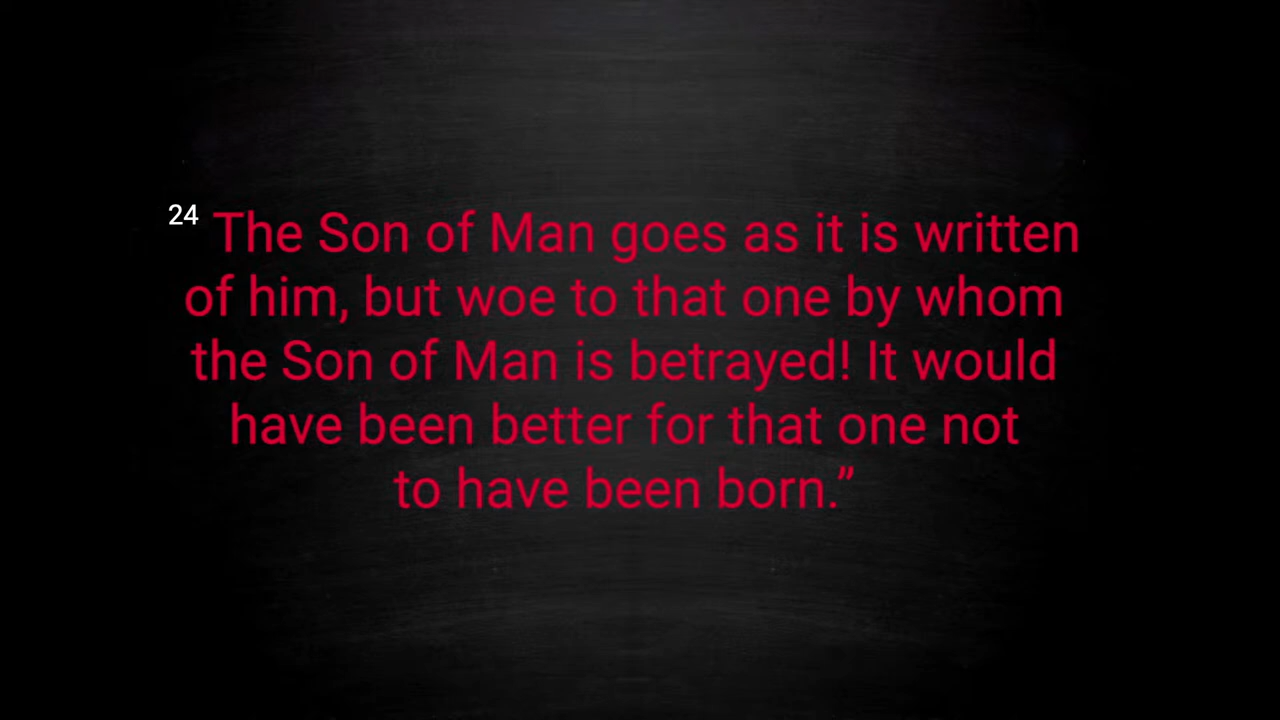 24 The Son of Man goes as it is written
of him, but woe to that one by whom
the Son of Man is betrayed! It would
have been better for that one not
to have been born.”